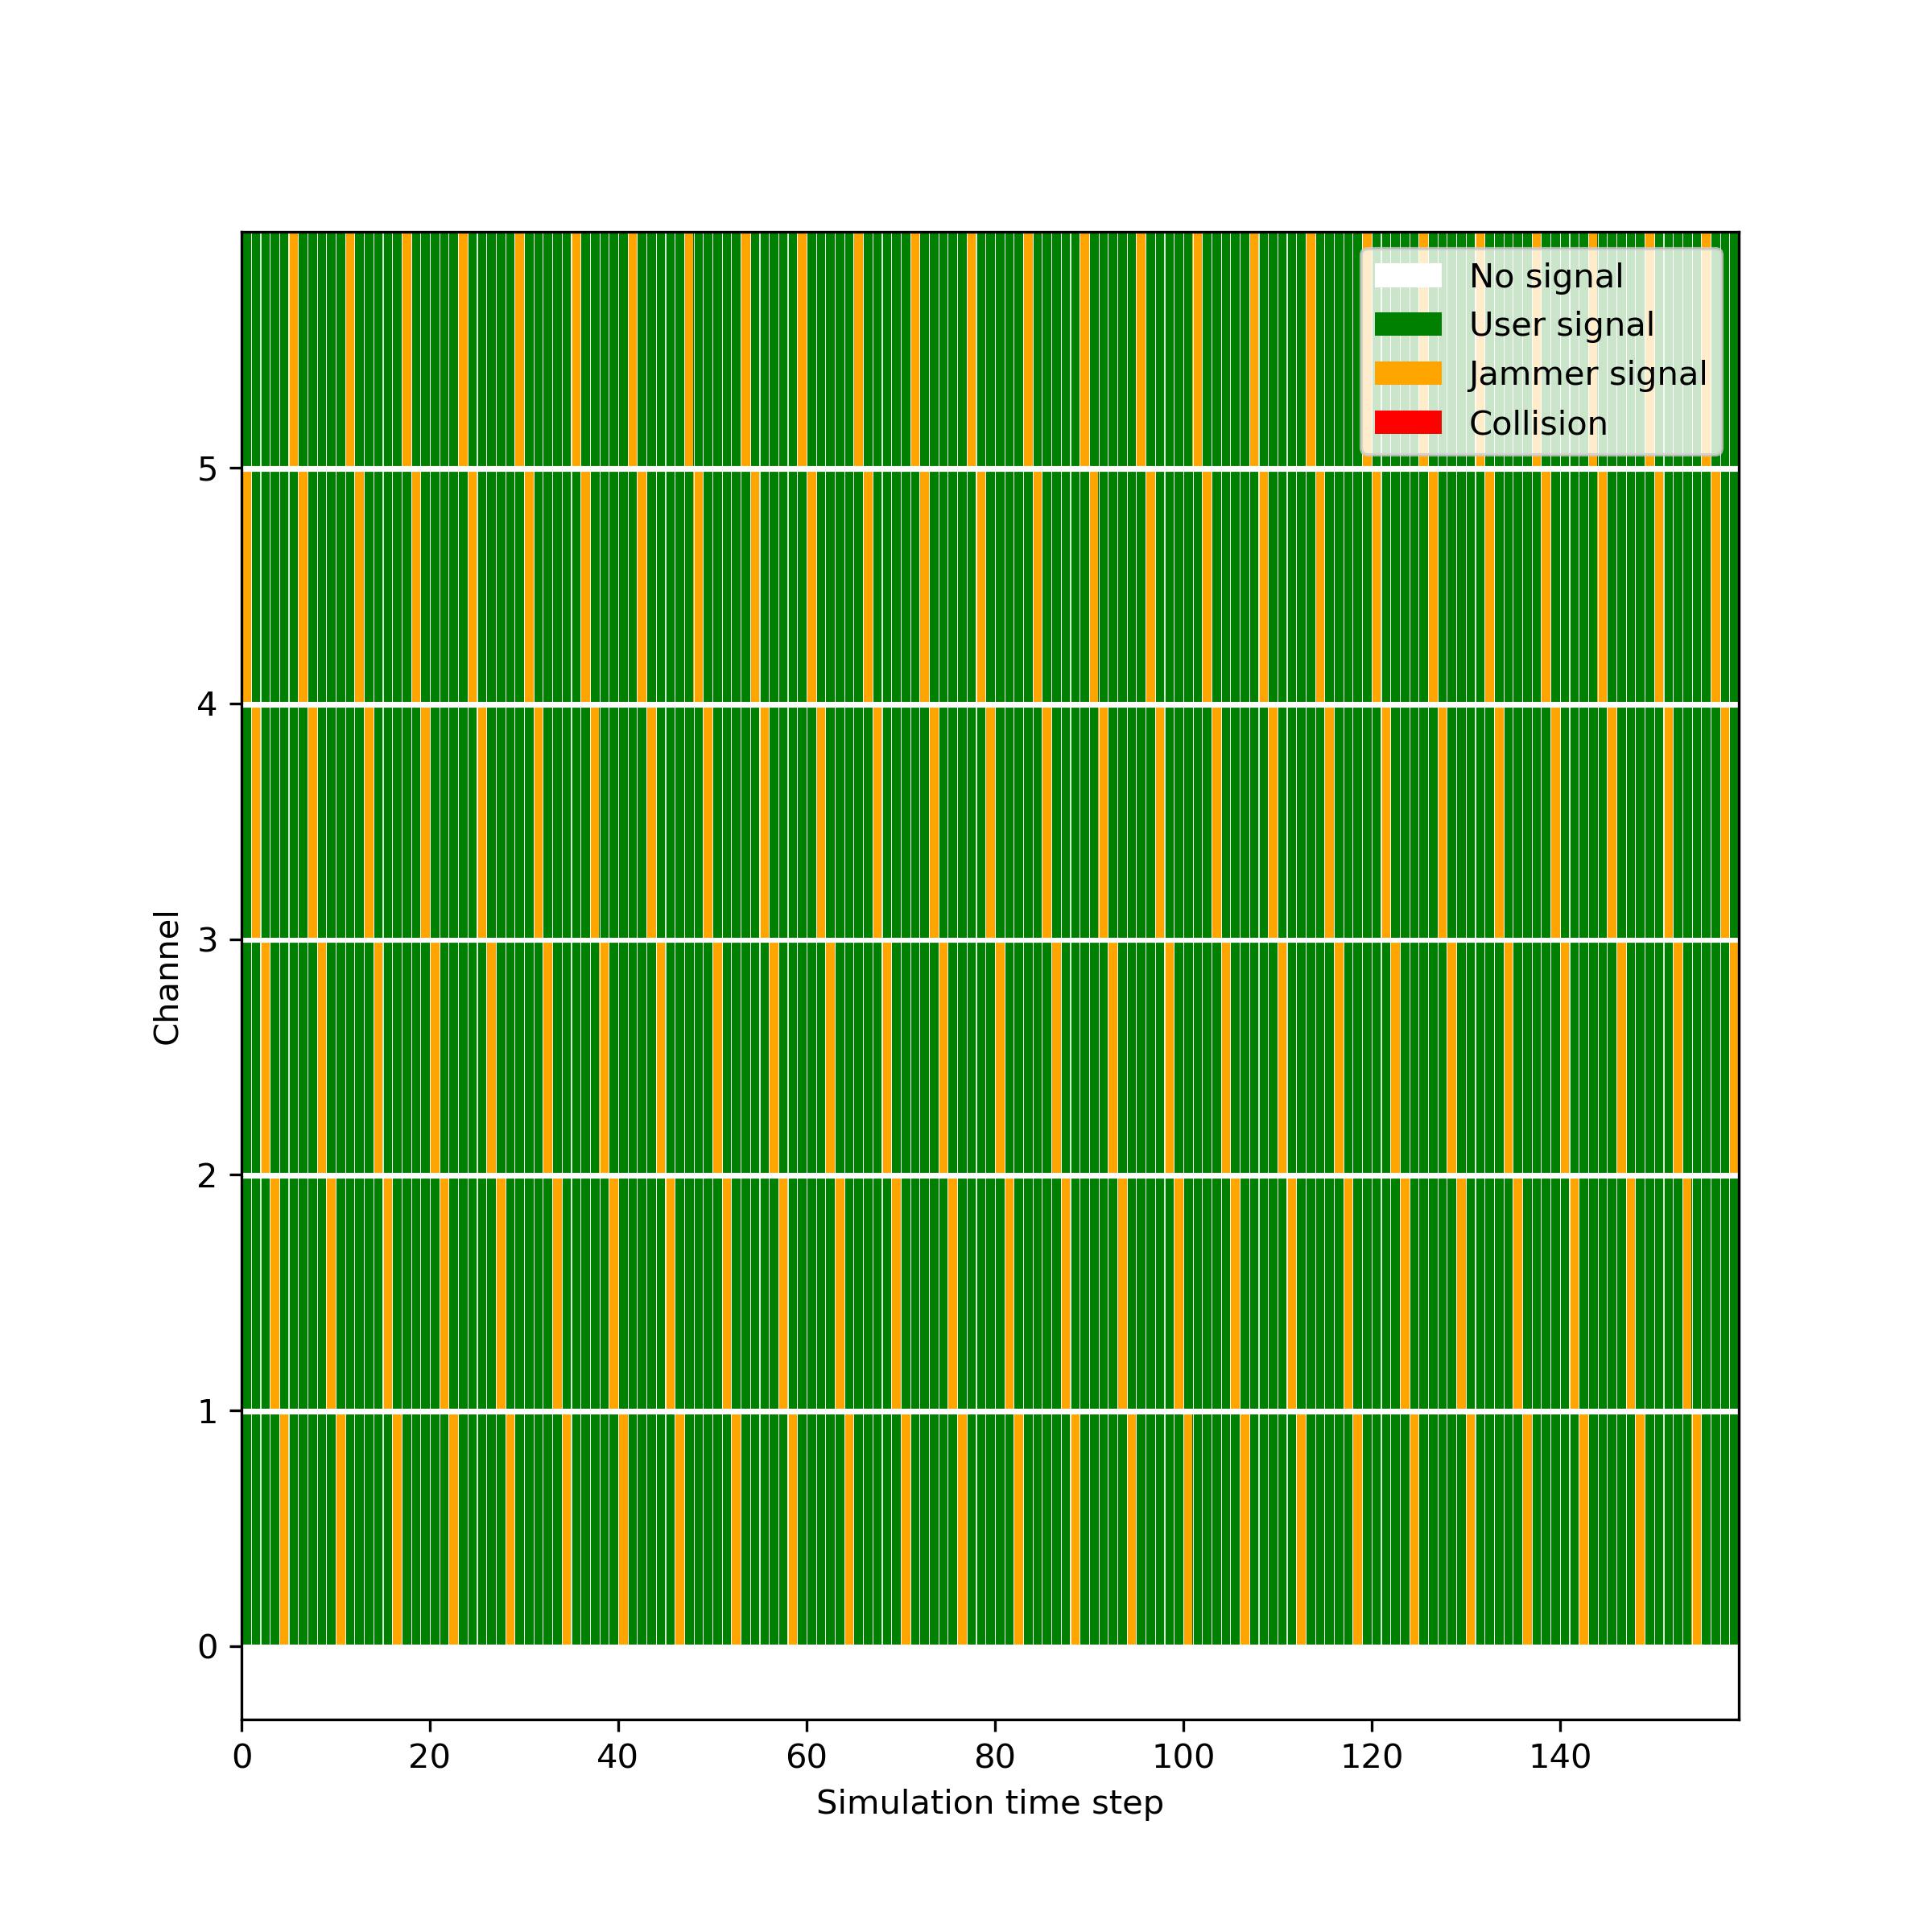 No signal
User signal
Jammer signal
Collision
5
4
3
2
1
0
Channel
0 20 40 60 80 100 120 140
Simulation time step